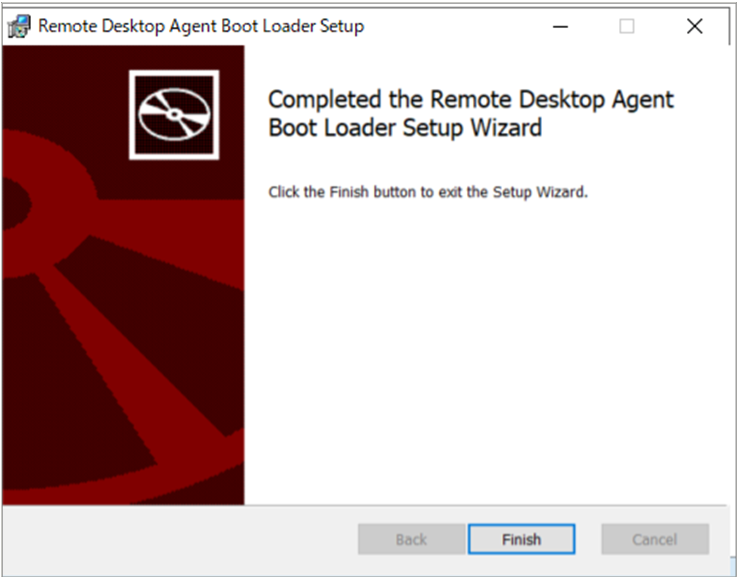 Remote Desktop Agent Boot Loader Setup
Completed the Remote Desktop Agent
Boot Loader Setup Wizard
Click the Finish button to exit the Setup Wizard.
Back
Finish
Cancel